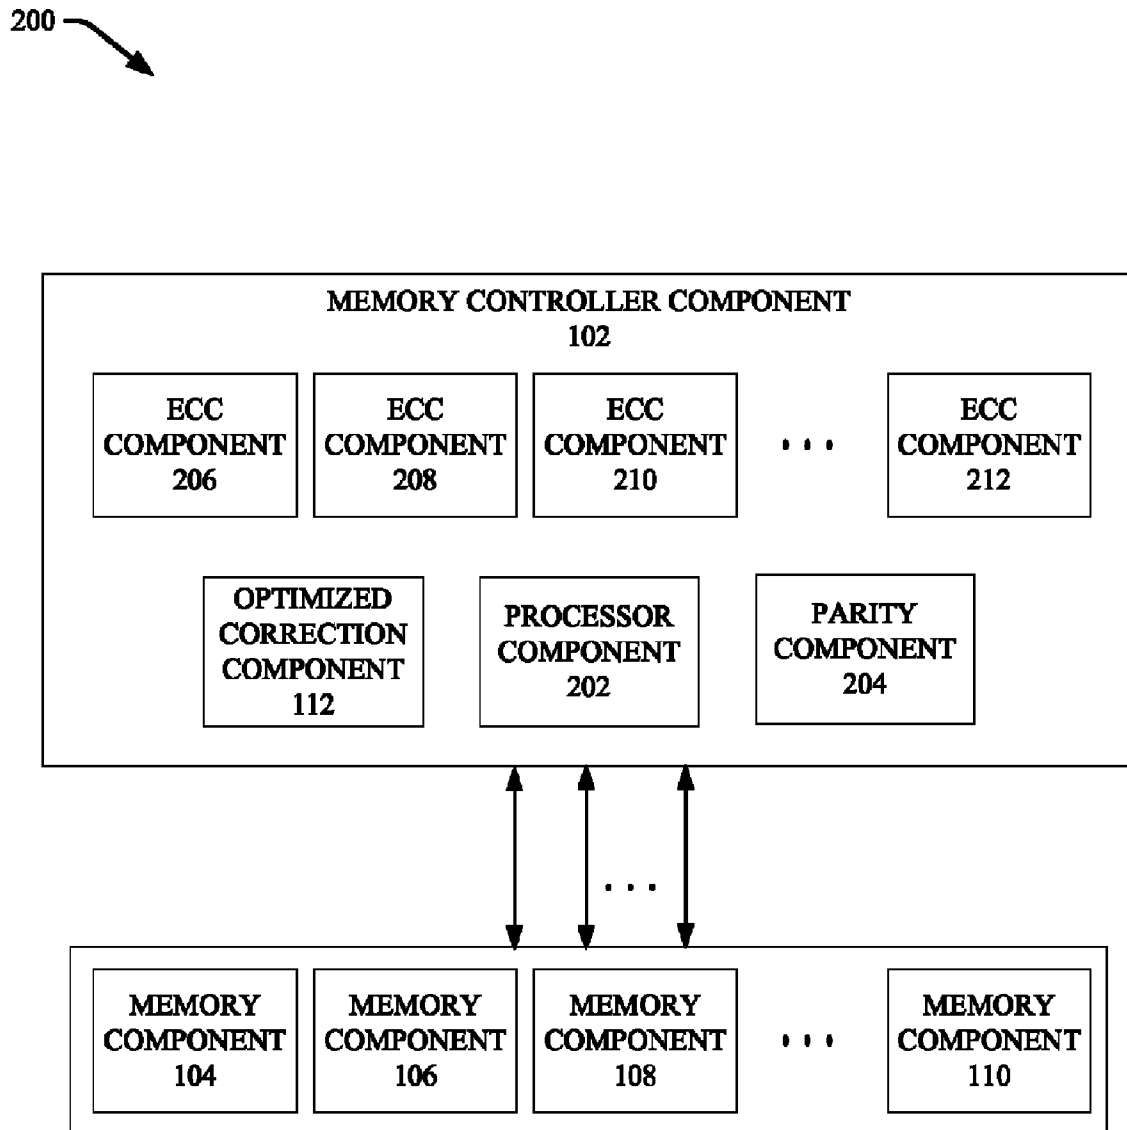 200
MEMORY CONTROLLER COMPONENT
102
ECC
COMPONENT
206
ECC
COMPONENT
208
ECC
COMPONENT
210
. . .
ECC
COMPONENT
212
OPTIMIZED
CORRECTION
COMPONENT
112
PROCESSOR
COMPONENT
202
PARITY
COMPONENT
204
. . .
MEMORY
COMPONENT
104
MEMORY
COMPONENT
106
MEMORY
COMPONENT
108
. . .
MEMORY
COMPONENT
110